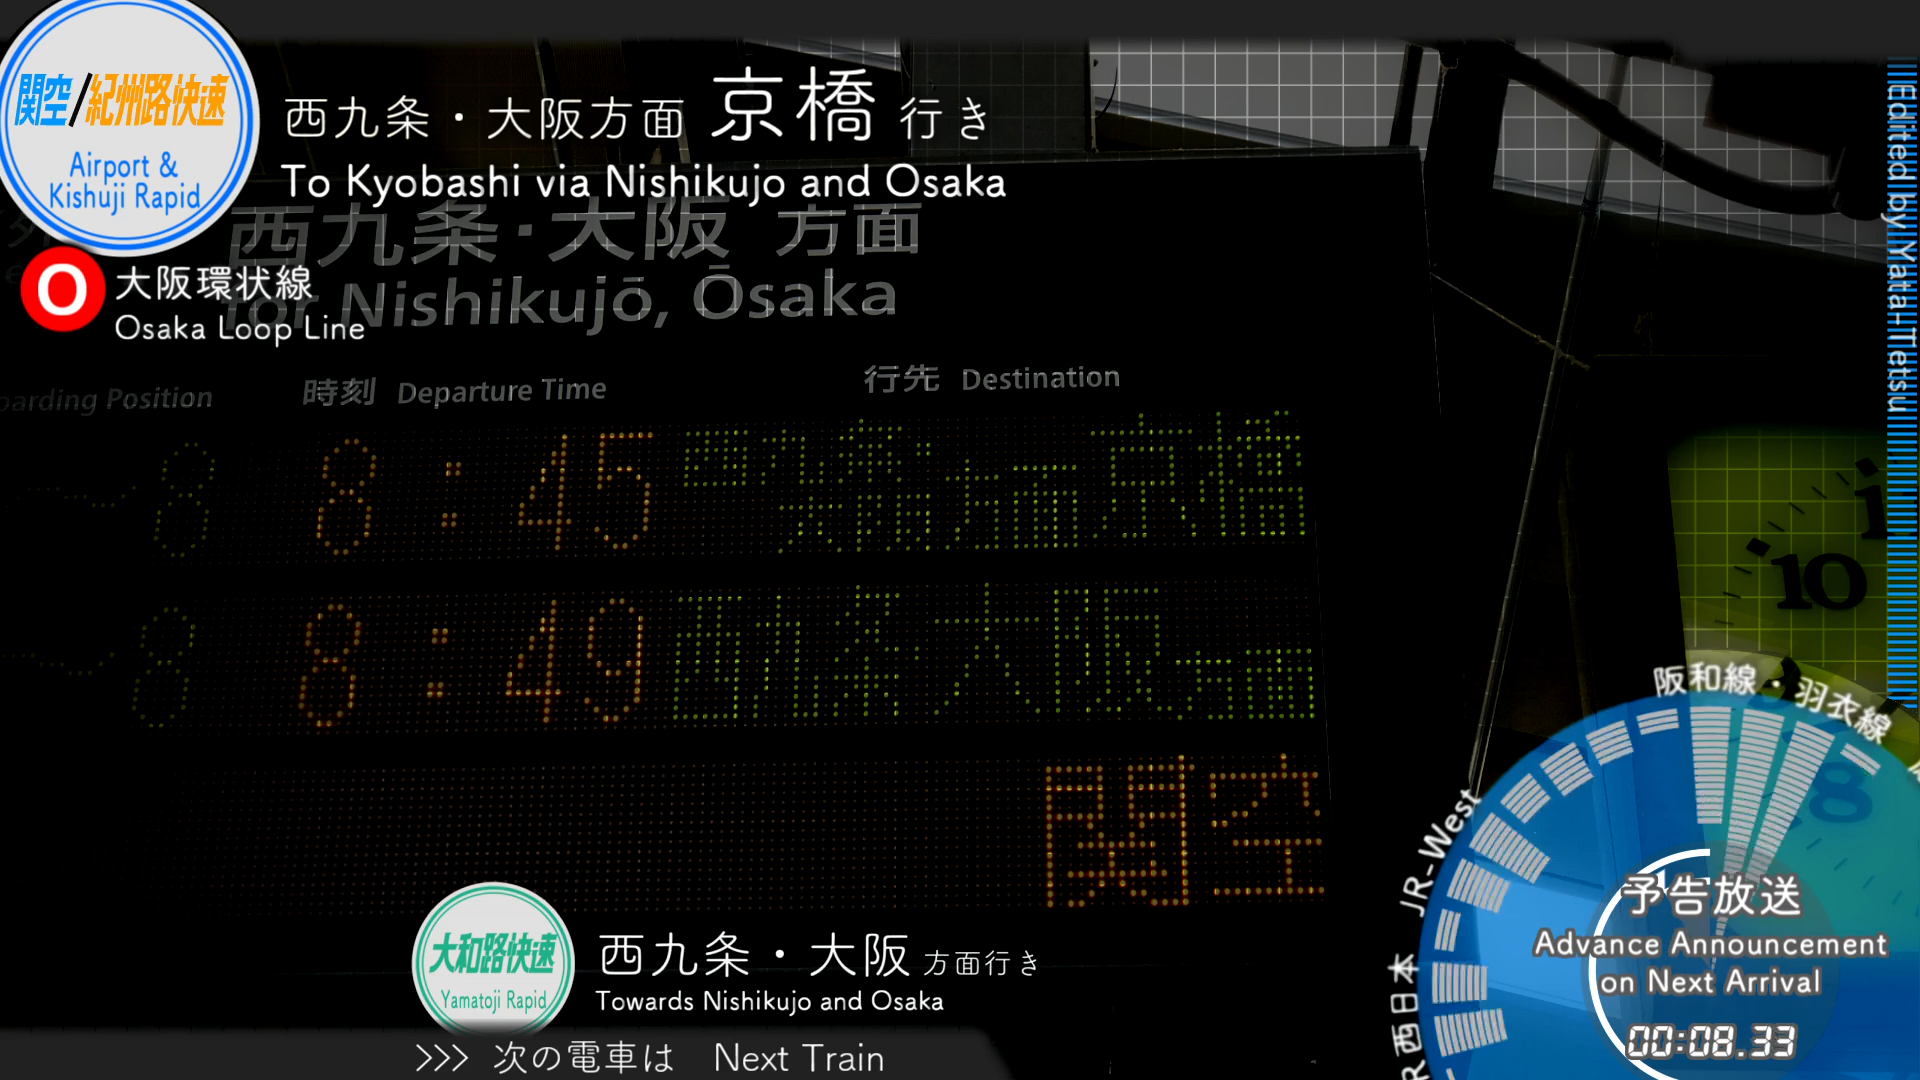 関空/紀州路快速
Airport &
Kishuji Rapid
西九条・大阪方面 京橋 行き
To Kyobashi via Nishikujo and Osaka
西九条・大阪 方面
for Nishikujō, Ōsaka
O 大阪環状線
Osaka Loop Line
Boarding Position 時刻 Departure Time 行先 Destination
8 8:45 西九条・大阪方面 京橋
8 8:49 西九条 大阪方面
関空
大和路快速
Yamatoji Rapid
西九条・大阪 方面行き
Towards Nishikujo and Osaka
>>> 次の電車は Next Train
Edited by Yata-Tetsu
10
8
阪和線・羽衣線
JR西日本 JR-West
予告放送
Advance Announcement
on Next Arrival
00:08.33